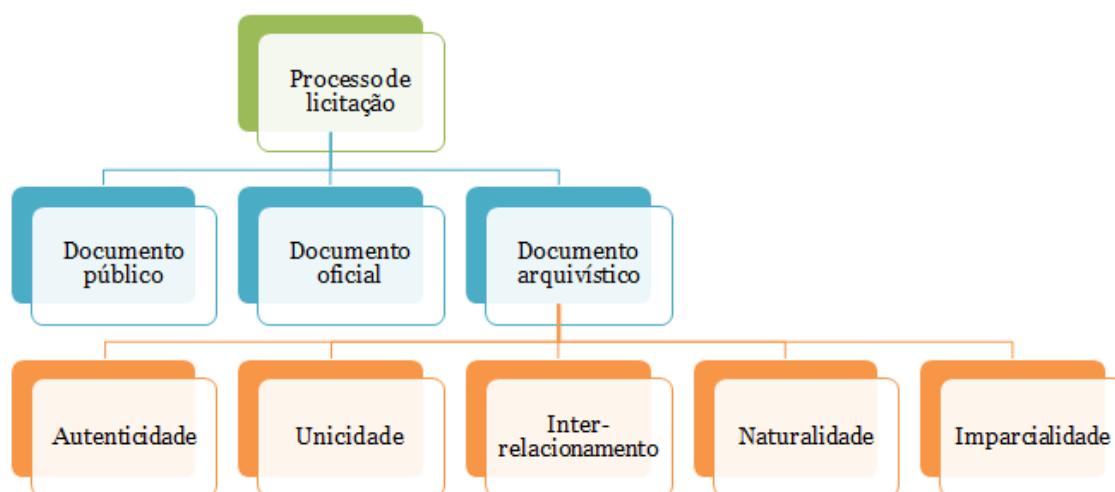 Processo de
licitação
Documento
público
Documento
oficial
Documento
arquivístico
Autenticidade
Unicidade
Inter-
relacionamento
Naturalidade
Imparcialidade